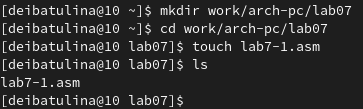 [deibatulina@10 ~]$ mkdir work/arch-pc/lab07
[deibatulina@10 ~]$ cd work/arch-pc/lab07
[deibatulina@10 lab07]$ touch lab7-1.asm
[deibatulina@10 lab07]$ ls
lab7-1.asm
[deibatulina@10 lab07]$